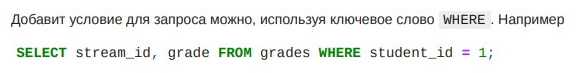 Добавит условие для запроса можно, используя ключевое слово WHERE. Например
SELECT stream_id, grade FROM grades WHERE student_id = 1;